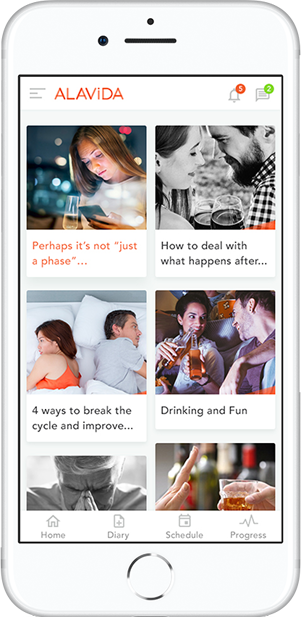 ALAViDA
5
2
Perhaps it's not "just
a phase"...
How to deal with
what happens after...
4 ways to break the
cycle and improve...
Drinking and Fun
Home
Diary
Schedule
Progress